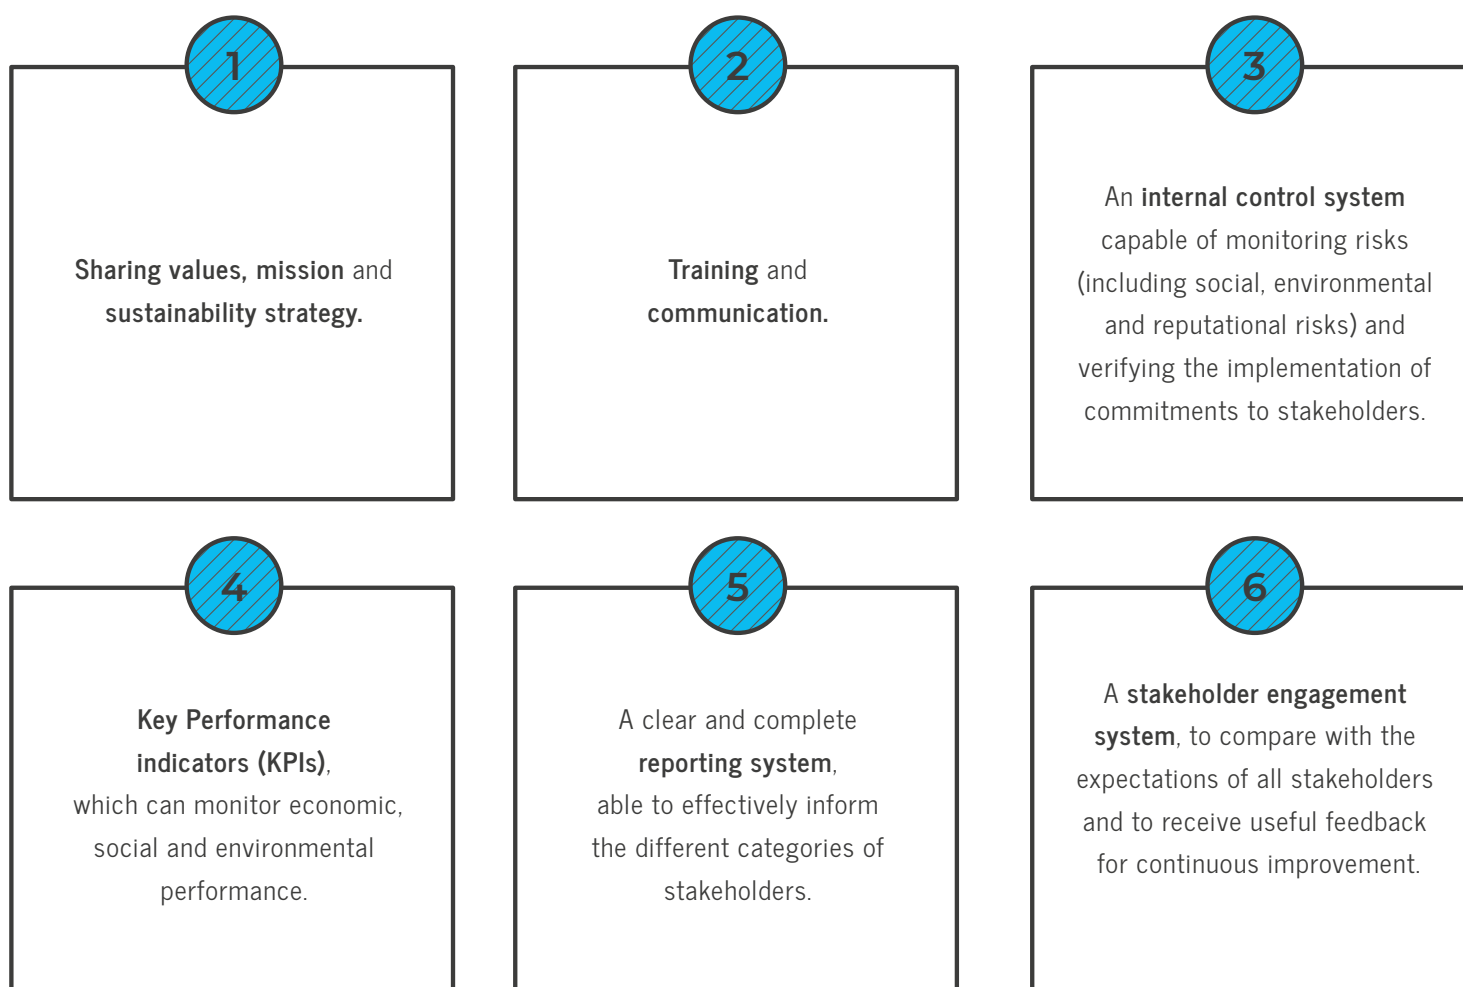 1
Sharing values, mission and
sustainability strategy.
2
Training and
communication.
3
An internal control system
capable of monitoring risks
(including social, environmental
and reputational risks) and
verifying the implementation of
commitments to stakeholders.
4
Key Performance
indicators (KPIs),
which can monitor economic,
social and environmental
performance.
5
A clear and complete
reporting system,
able to effectively inform
the different categories of
stakeholders.
6
A stakeholder engagement
system, to compare with the
expectations of all stakeholders
and to receive useful feedback
for continuous improvement.